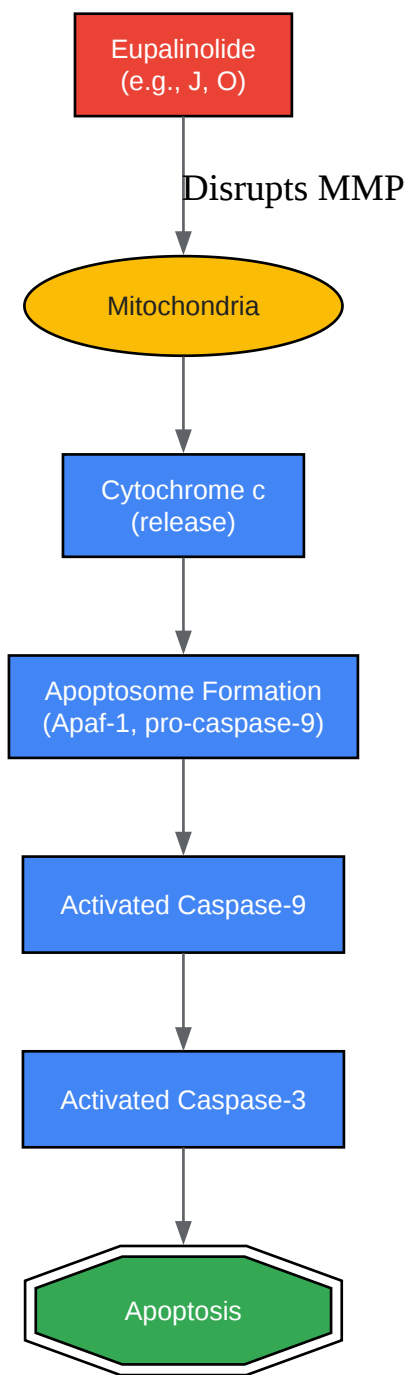 Eupalinolide
(e.g., J, O)
Disrupts MMP
Mitochondria
Cytochrome c
(release)
Apoptosome Formation
(Apaf-1, pro-caspase-9)
Activated Caspase-9
Activated Caspase-3
Apoptosis